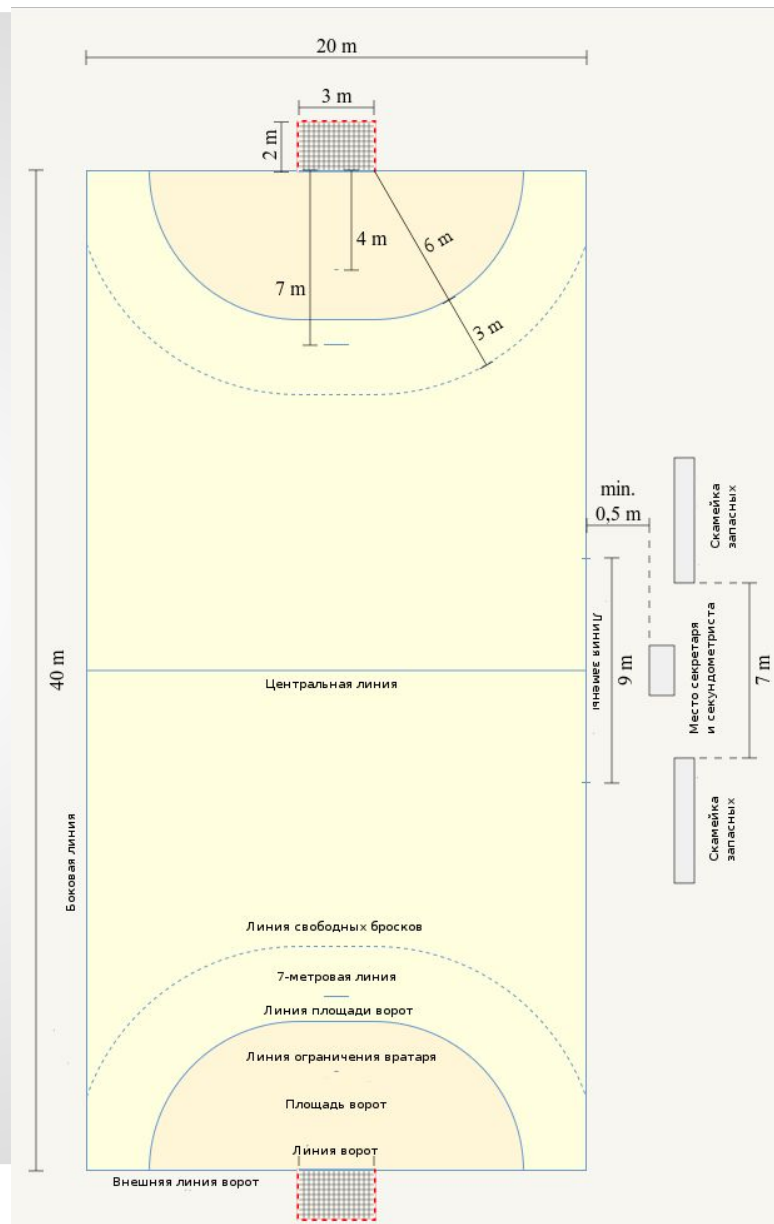 20 m
3 m
2 m
4 m
6 m
7 m
3 m
min.
0,5 m
Скамейка
запасных
40 m
Линия замены
9 m
Место секретаря
и секундометриста
7 m
Центральная линия
Скамейка
запасных
Боковая линия
Линия свободных бросков
7-метровая линия
Линия площади ворот
Линия ограничения вратаря
Площадь ворот
Линия ворот
Внешняя линия ворот